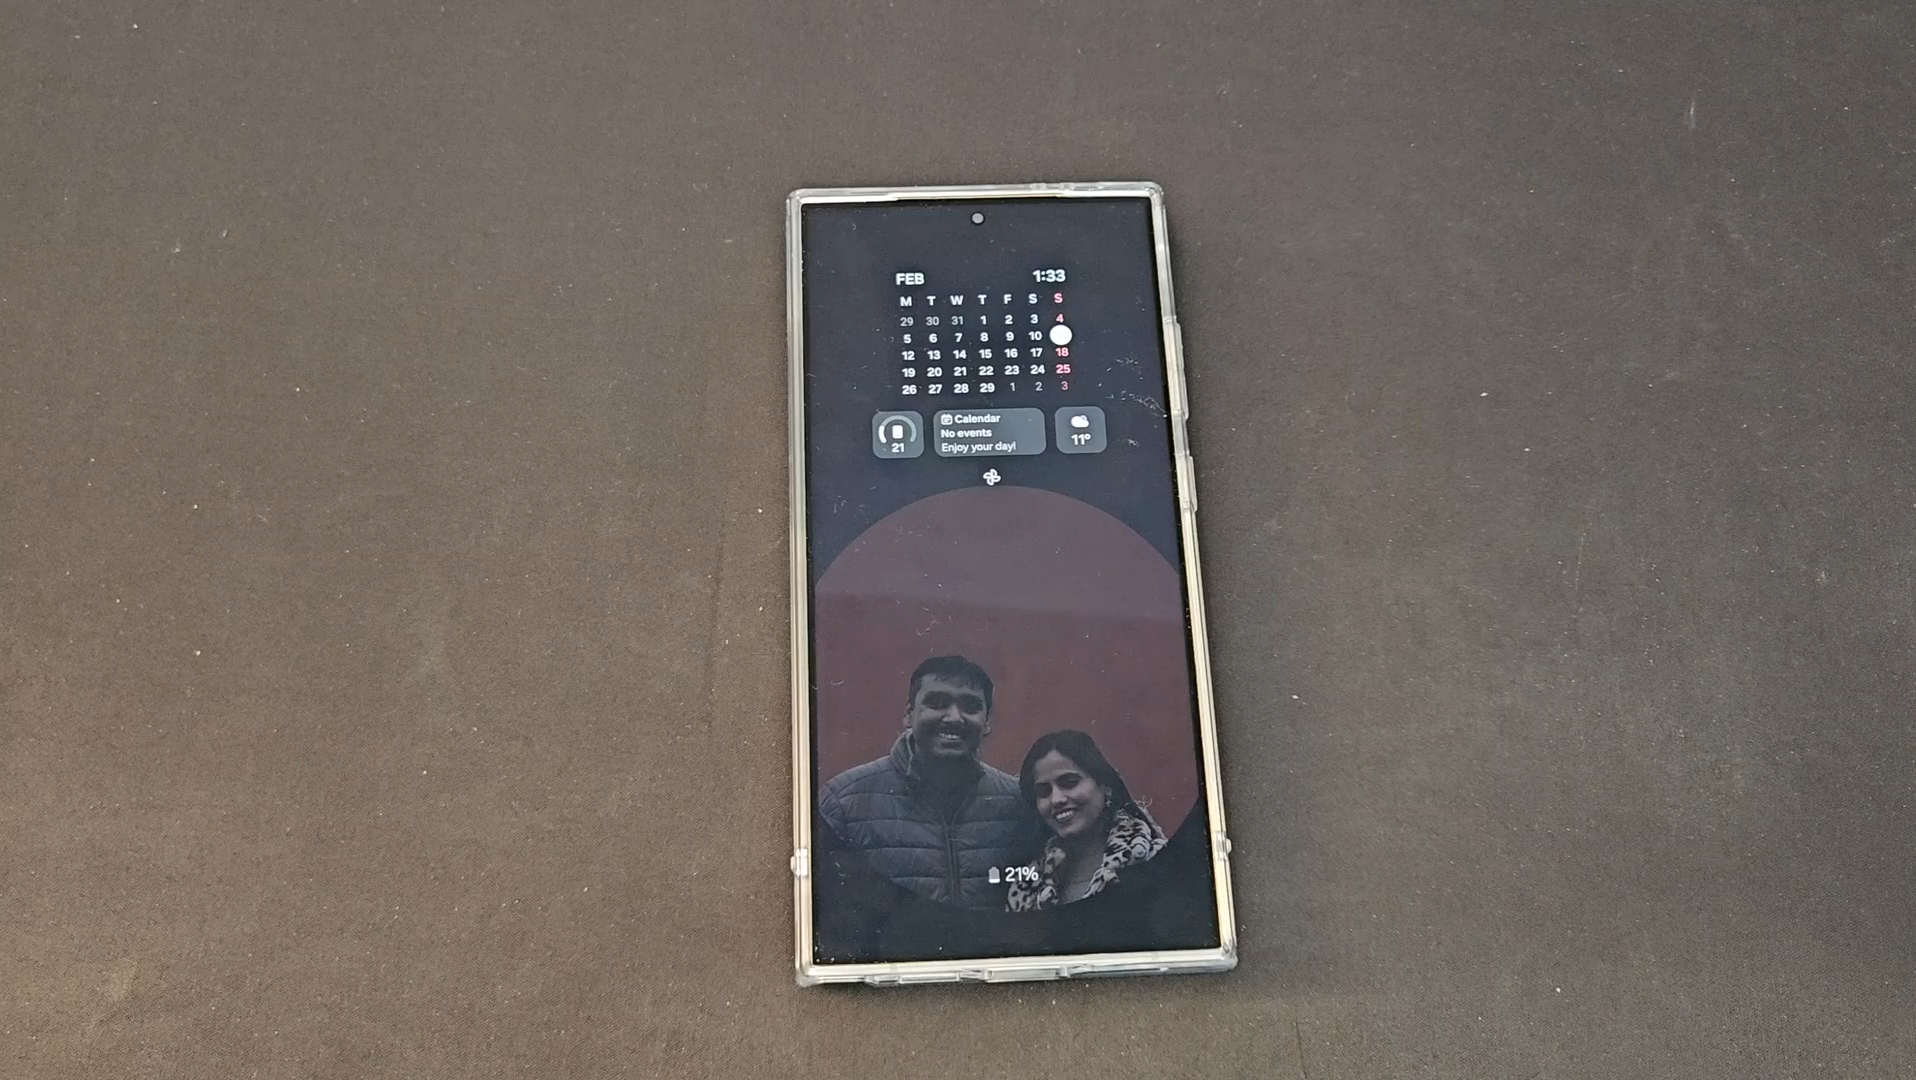 FEB 1:33
M T W T F S S
29 30 31 1 2 3 4
5 6 7 8 9 10
12 13 14 15 16 17 18
19 20 21 22 23 24 25
26 27 28 29 1 2 3
21
Calendar
No events
Enjoy your day!
11°
21%